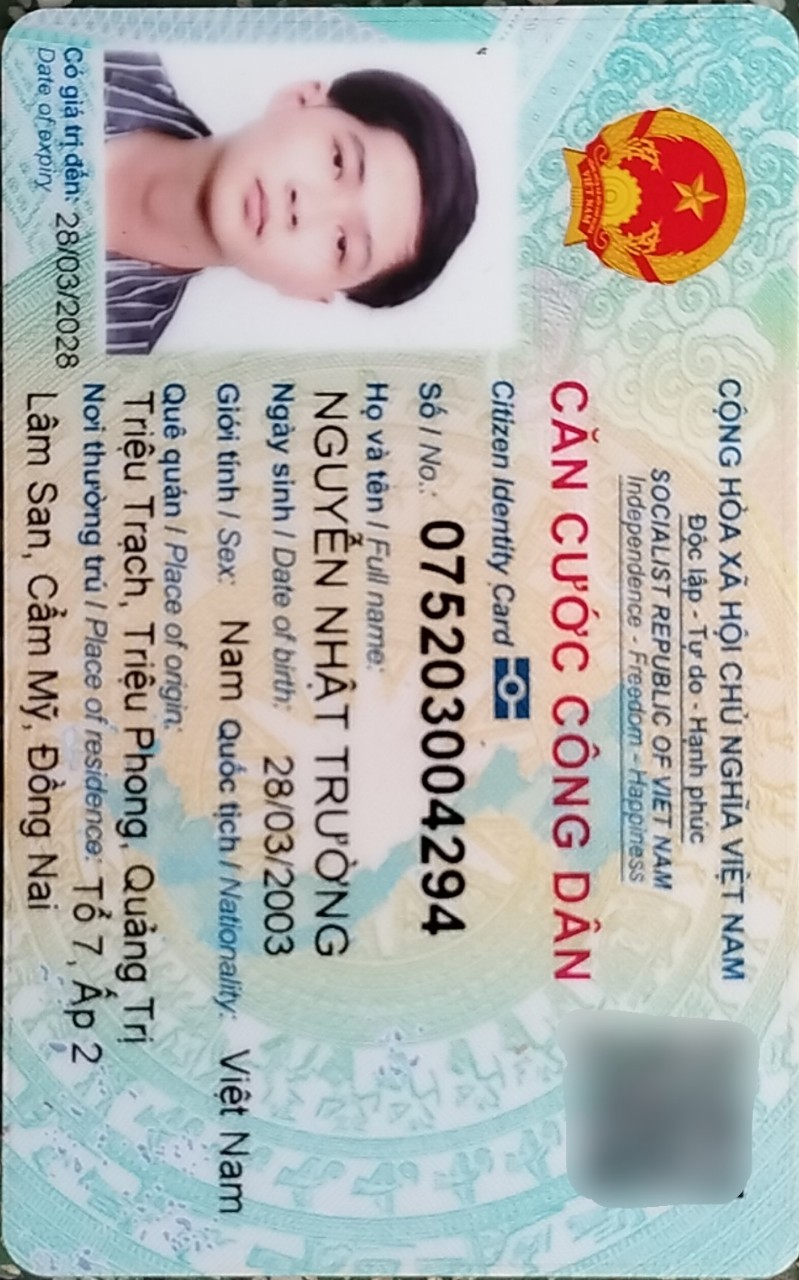 CỘNG HÒA XÃ HỘI CHỦ NGHĨA VIỆT NAM
Độc lập - Tự do - Hạnh phúc
SOCIALIST REPUBLIC OF VIET NAM
Independence - Freedom - Happiness
CĂN CƯỚC CÔNG DÂN
Citizen Identity Card
Số / No.: 075203004294
Họ và tên / Full name:
NGUYỄN NHẬT TRƯỜNG
Ngày sinh / Date of birth: 28/03/2003
Giới tính / Sex: Nam Quốc tịch / Nationality: Việt Nam
Quê quán / Place of origin:
Triệu Trạch, Triệu Phong, Quảng Trị
Nơi thường trú / Place of residence: Tổ 7, Ấp 2
Lâm San, Cẩm Mỹ, Đồng Nai
Có giá trị đến: 28/03/2028
Date of expiry
VIỆT NAM